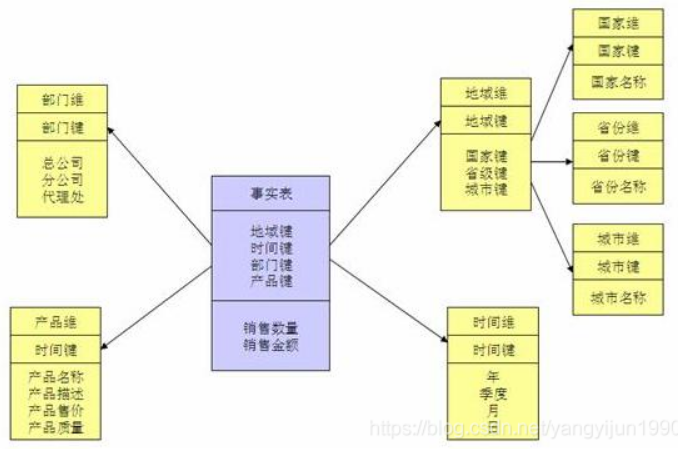 国家维
国家键
国家名称
部门维
部门键
总公司
分公司
代理处
地域维
地域键
国家键
省级键
城市键
省份维
省份键
省份名称
事实表
地域键
时间键
部门键
产品键
销售数量
销售金额
城市维
城市键
城市名称
产品维
时间键
产品名称
产品描述
产品售价
产品质量
时间维
时间键
年
季度
月
日
https://blog.csdn.net/yangyijun1990